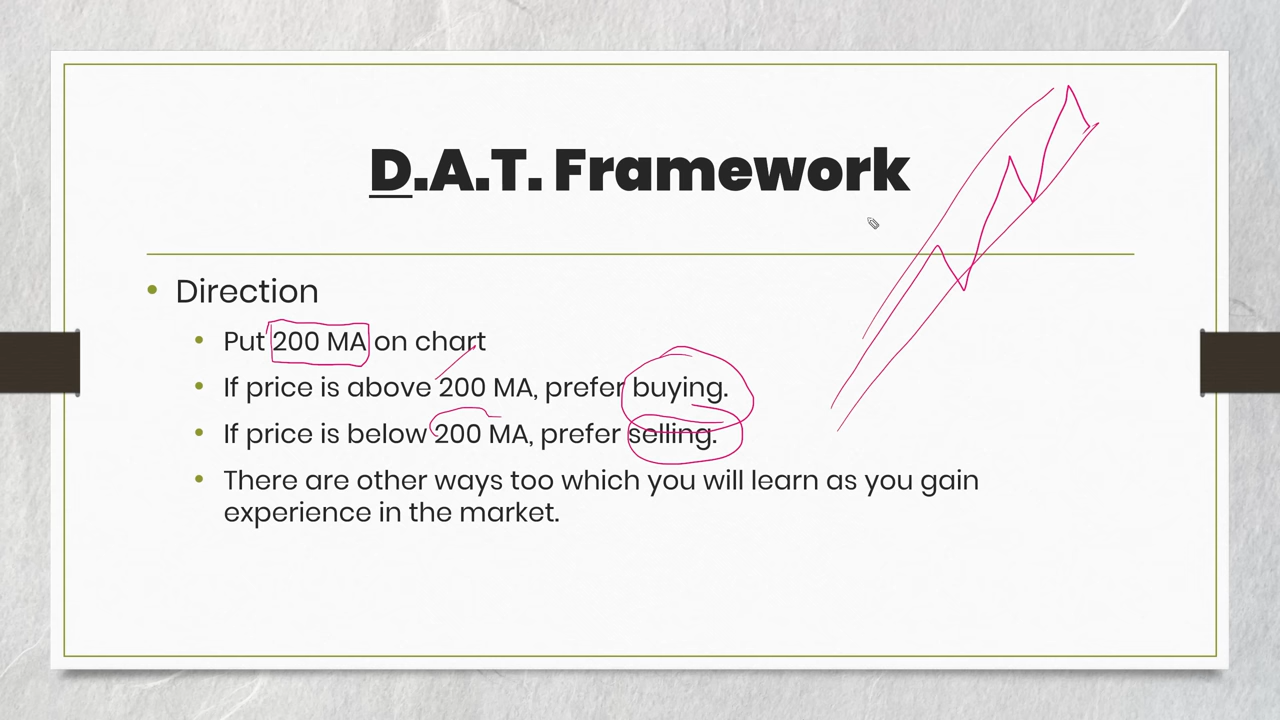 D.A.T. Framework
Direction
Put 200 MA on chart
If price is above 200 MA, prefer buying.
If price is below 200 MA, prefer selling.
There are other ways too which you will learn as you gain
experience in the market.